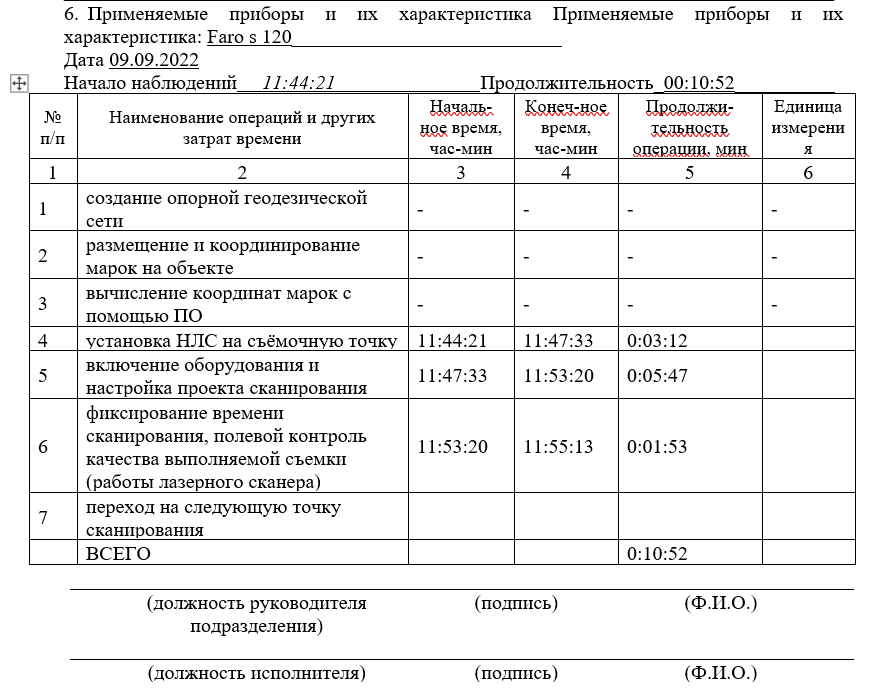 6. Применяемые приборы и их характеристика Применяемые приборы и их
характеристика: Faro s 120
Дата 09.09.2022
Начало наблюдений 11:44:21 Продолжительность 00:10:52
№ п/п Наименование операций и других затрат времени Началь-ное время, час-мин Конеч-ное время, час-мин Продолжи-тельность операции, мин Единица измерени я
1 2 3 4 5 6
1 создание опорной геодезической сети - - - -
2 размещение и координирование марок на объекте - - - -
3 вычисление координат марок с помощью ПО - - - -
4 установка НЛС на съёмочную точку 11:44:21 11:47:33 0:03:12
5 включение оборудования и настройка проекта сканирования 11:47:33 11:53:20 0:05:47
6 фиксирование времени сканирования, полевой контроль качества выполняемой съемки (работы лазерного сканера) 11:53:20 11:55:13 0:01:53
7 переход на следующую точку сканирования
ВСЕГО 0:10:52
(должность руководителя подразделения) (подпись) (Ф.И.О.)
(должность исполнителя) (подпись) (Ф.И.О.)